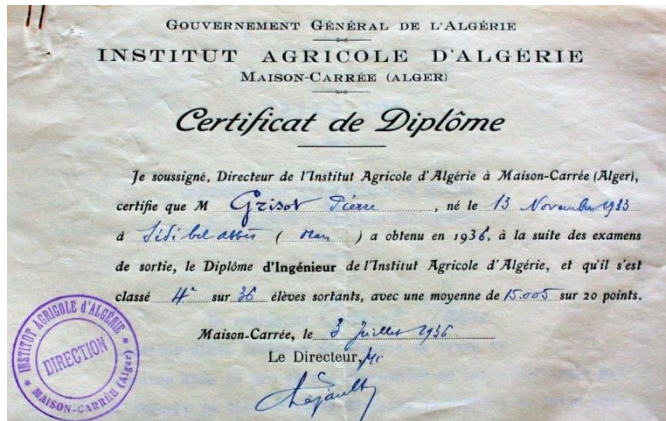 GOUVERNEMENT GÉNÉRAL DE L'ALGÉRIE
INSTITUT AGRICOLE D'ALGÉRIE
MAISON-CARRÉE (ALGER)
Certificat de Diplôme
Je soussigné, Directeur de l'Institut Agricole d'Algérie à Maison-Carrée (Alger),
certifie que M Grisot Pierre, né le 13 Novembre
à Sidi bel abbès (Oran) a obtenu en 1936, à la suite des examens
de sortie, le Diplôme d'Ingénieur de l'Institut Agricole d'Algérie, et qu'il s'est
classé 4e sur 36 élèves sortants, avec une moyenne de 15.005 sur 20 points.
Maison-Carrée, le 3 Juillet 1936
Le Directeur,
INSTITUT AGRICOLE d'ALGÉRIE
DIRECTION
* MAISON-CARRÉE (Alger) *